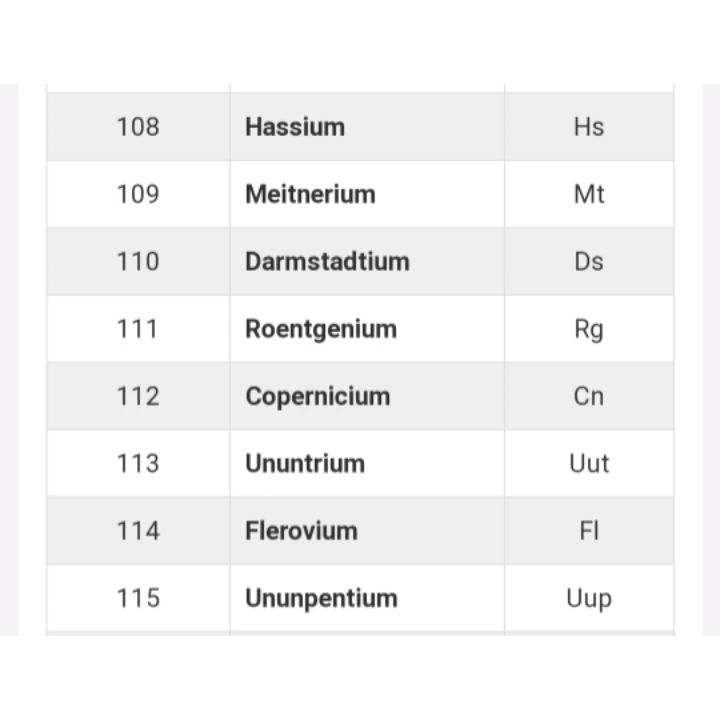 108 Hassium Hs
109 Meitnerium Mt
110 Darmstadtium Ds
111 Roentgenium Rg
112 Copernicium Cn
113 Ununtrium Uut
114 Flerovium Fl
115 Ununpentium Uup